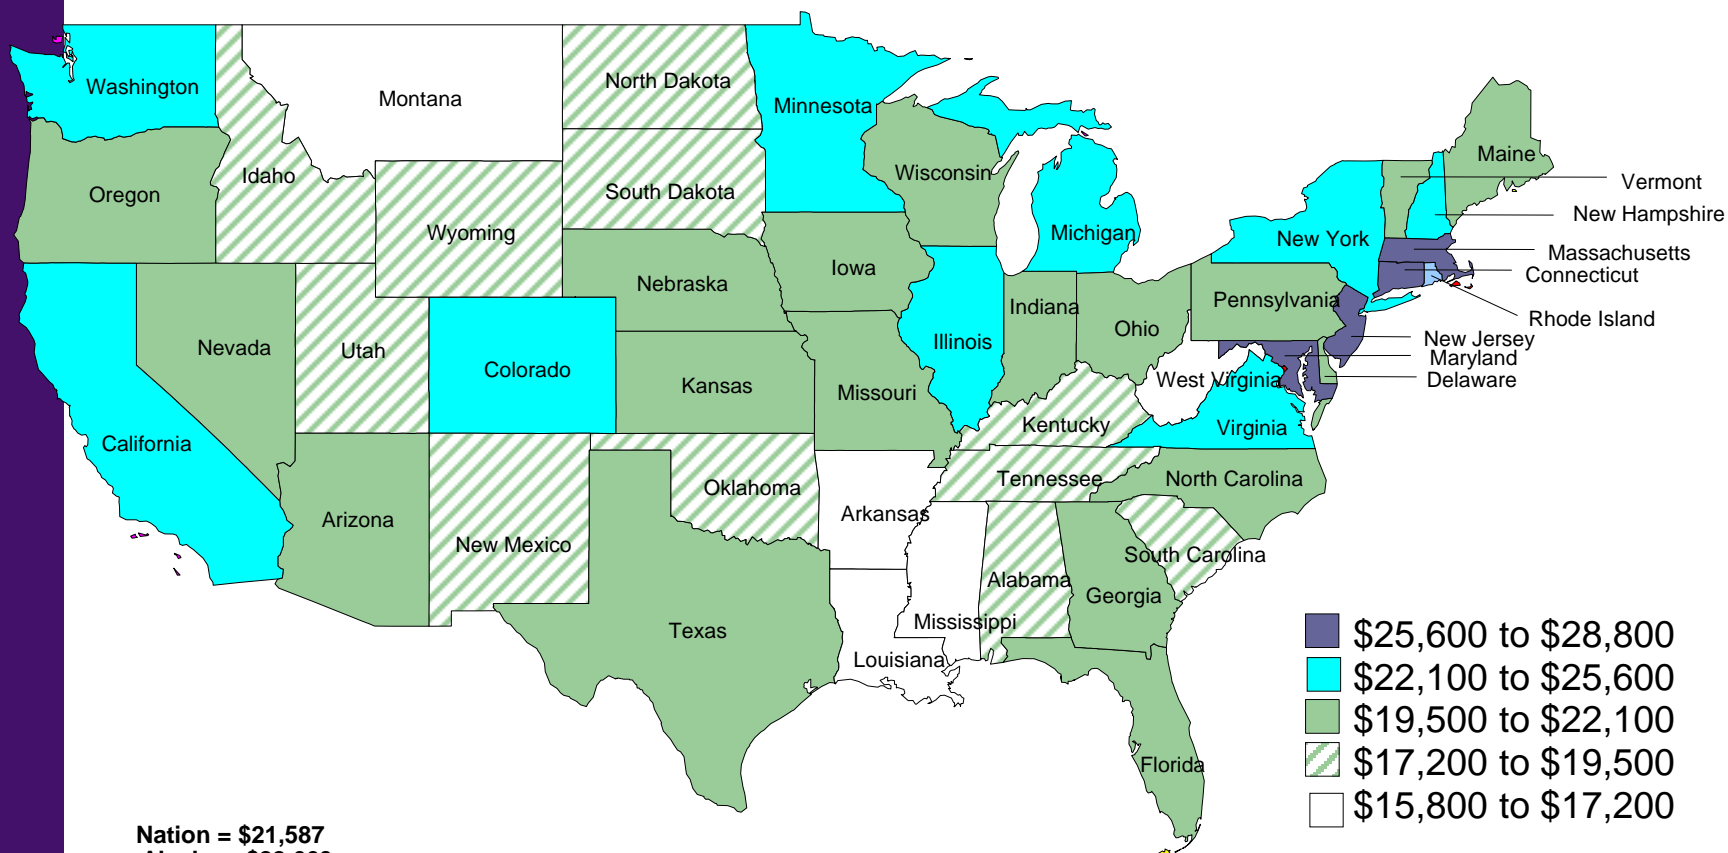 Washington
Montana
North Dakota
Minnesota
Maine
Oregon
Idaho
South Dakota
Wisconsin
Vermont
Wyoming
Michigan
New York
New Hampshire
Massachusetts
Connecticut
Nebraska
Iowa
Pennsylvania
Indiana
Rhode Island
Nevada
Utah
Colorado
Illinois
Ohio
New Jersey
Maryland
Delaware
Kansas
Missouri
West Virginia
California
Kentucky
Virginia
Arizona
New Mexico
Oklahoma
Tennessee
North Carolina
Arkansas
South Carolina
Alabama
Georgia
Texas
Mississippi
Louisiana
Florida
$25,600 to $28,800
$22,100 to $25,600
$19,500 to $22,100
$17,200 to $19,500
$15,800 to $17,200
Nation = $21,587